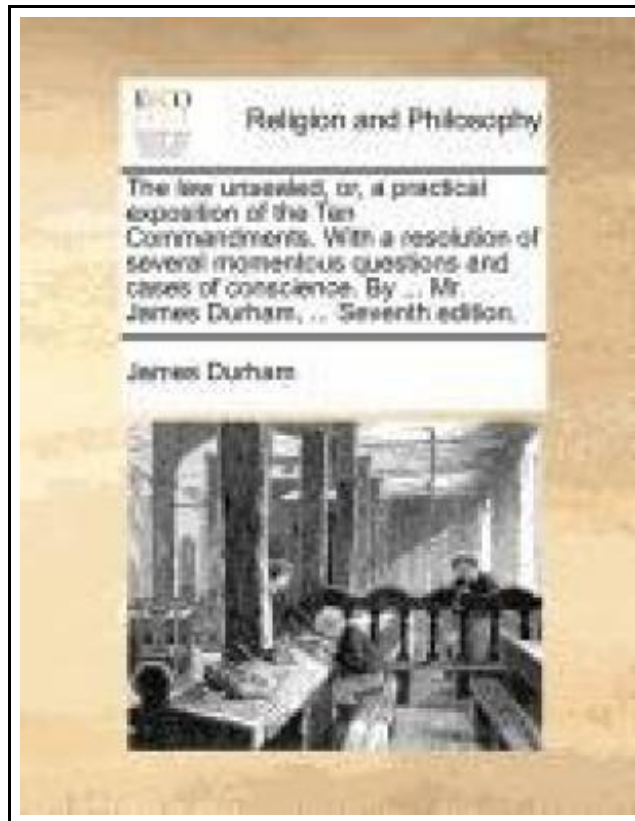 ECCO
Religion and Philosophy
The law unsealed, or, a practical
exposition of the Ten
Commandments. With a resolution of
several momentous questions and
cases of conscience. By ... Mr.
James Durham, ... Seventh edition.
James Durham